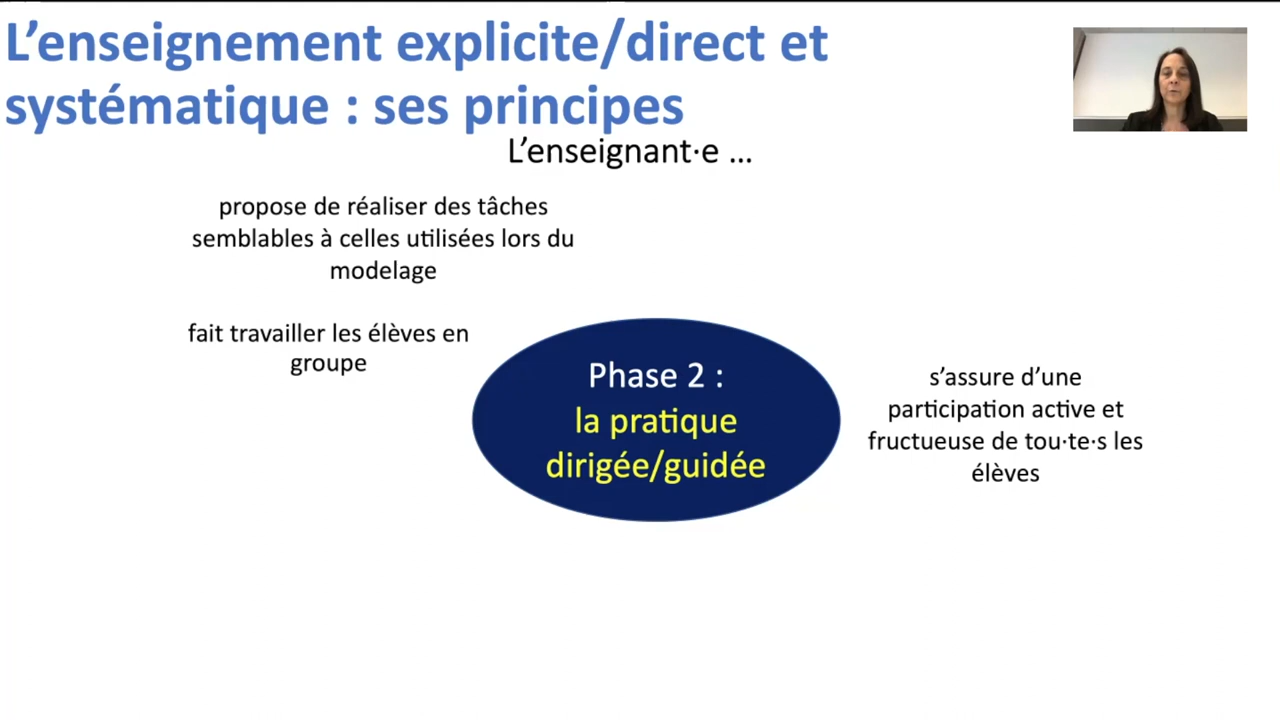 L’enseignement explicite/direct et
systématique : ses principes
L’enseignant·e ...
propose de réaliser des tâches
semblables à celles utilisées lors du
modelage
fait travailler les élèves en
groupe
Phase 2 :
la pratique
dirigée/guidée
s’assure d’une
participation active et
fructueuse de tou·te·s les
élèves